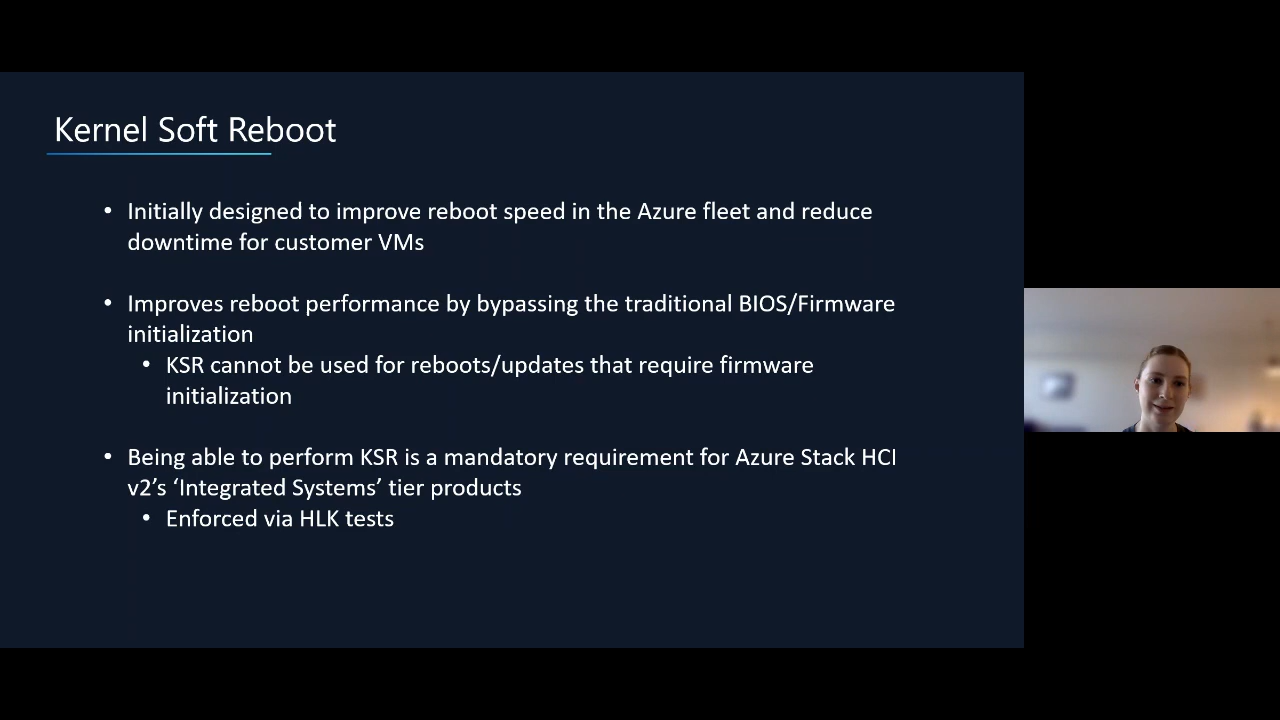 Kernel Soft Reboot
• Initially designed to improve reboot speed in the Azure fleet and reduce
downtime for customer VMs
• Improves reboot performance by bypassing the traditional BIOS/Firmware
initialization
• KSR cannot be used for reboots/updates that require firmware
initialization
• Being able to perform KSR is a mandatory requirement for Azure Stack HCI
v2’s ‘Integrated Systems’ tier products
• Enforced via HLK tests